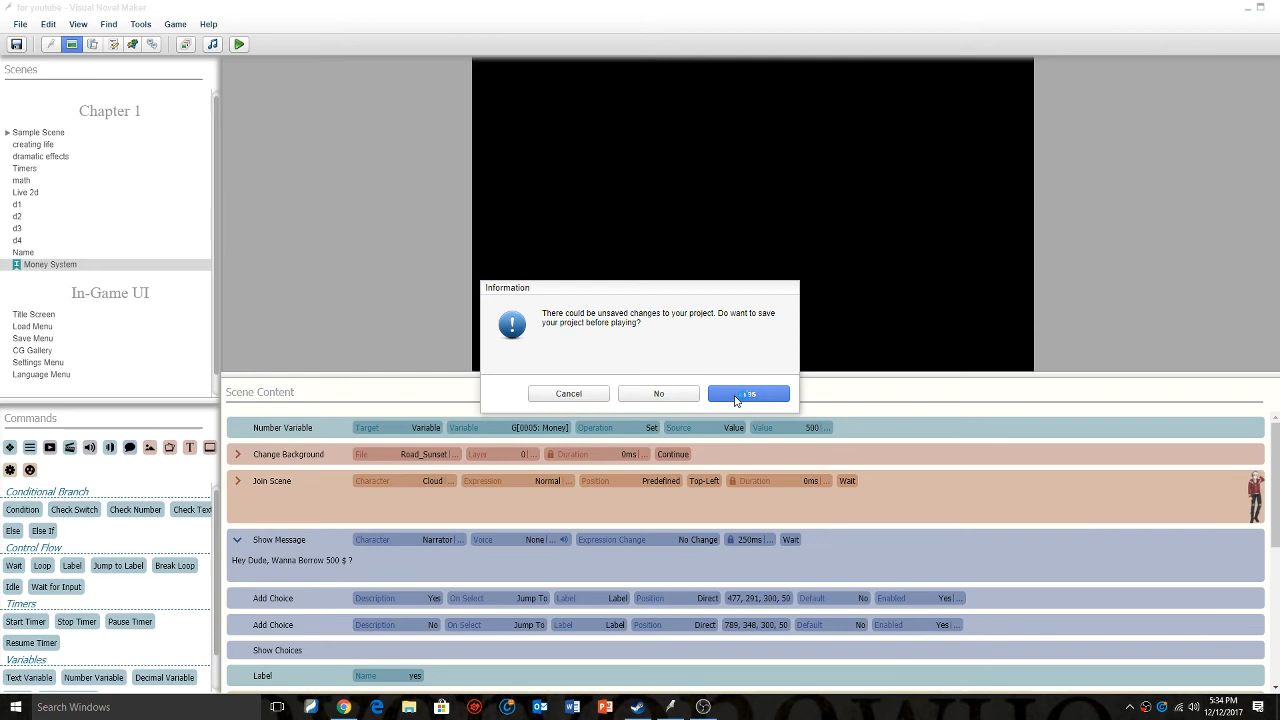 for youtube - Visual Novel Maker
File Edit View Find Tools Game Help
Scenes
Chapter 1
Sample Scene
creating life
dramatic effects
Timers
math
Live 2d
d1
d2
d3
d4
Name
Money System
In-Game UI
Title Screen
Load Menu
Save Menu
CG Gallery
Settings Menu
Language Menu
Information
There could be unsaved changes to your project. Do want to save
your project before playing?
Cancel No
Scene Content
Number Variable Target Variable Variable G[0005: Money] Operation Set Source Value Value 500 ...
Change Background File Road_Sunset ... Layer 0 ... Duration 0ms ... Continue
Join Scene Character Cloud ... Expression Normal ... Position Predefined Top-Left Duration 0ms ... Wait
Show Message Character Narrator ... Voice None ... Expression Change No Change 250ms ... Wait
Hey Dude, Wanna Borrow 500 $ ?
Add Choice Description Yes On Select Jump To Label Label Position Direct 477, 291, 300, 50 Default No Enabled Yes ...
Add Choice Description No On Select Jump To Label Label Position Direct 789, 348, 300, 50 Default No Enabled Yes ...
Show Choices
Label Name yes
Commands
Conditional Branch
Condition Check Switch Check Number Check Text
Else Else If
Control Flow
Wait Loop Label Jump to Label Break Loop
Idle Wait for Input
Timers
Start Timer Stop Timer Pause Timer
Resume Timer
Variables
Text Variable Number Variable Decimal Variable
Search Windows
5:34 PM
12/12/2017